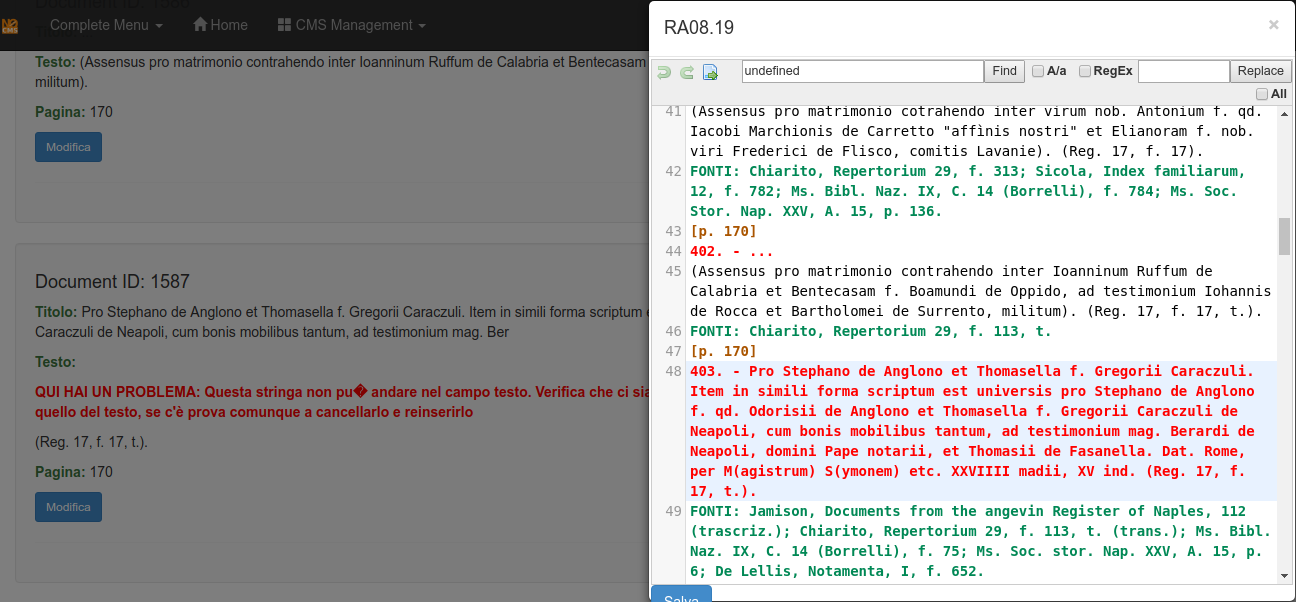 Document ID: 1588
N2
CMS
Complete Menu
Home
CMS Management
Testo: (Assensus pro matrimonio contrahendo inter Ioanninum Ruffum de Calabria et Bentecasam
militum).
Pagina: 170
Modifica
Document ID: 1587
Titolo: Pro Stephano de Anglono et Thomasella f. Gregorii Caraczuli. Item in simili forma scriptum e
Caraczuli de Neapoli, cum bonis mobilibus tantum, ad testimonium mag. Ber
Testo:
QUI HAI UN PROBLEMA: Questa stringa non pu� andare nel campo testo. Verifica che ci sia
quello del testo, se c'è prova comunque a cancellarlo e reinserirlo
(Reg. 17, f. 17, t.).
Pagina: 170
Modifica
RA08.19
×
undefined
Find
A/a
RegEx
Replace
All
41 (Assensus pro matrimonio cotrahendo inter virum nob. Antonium f. qd.
Iacobi Marchionis de Carretto "affìnis nostri" et Elianoram f. nob.
viri Frederici de Flisco, comitis Lavanie). (Reg. 17, f. 17).
42 FONTI: Chiarito, Repertorium 29, f. 313; Sicola, Index familiarum,
12, f. 782; Ms. Bibl. Naz. IX, C. 14 (Borrelli), f. 784; Ms. Soc.
Stor. Nap. XXV, A. 15, p. 136.
43 [p. 170]
44 402. - ...
45 (Assensus pro matrimonio contrahendo inter Ioanninum Ruffum de
Calabria et Bentecasam f. Boamundi de Oppido, ad testimonium Iohannis
de Rocca et Bartholomei de Surrento, militum). (Reg. 17, f. 17, t.).
46 FONTI: Chiarito, Repertorium 29, f. 113, t.
47 [p. 170]
48 403. - Pro Stephano de Anglono et Thomasella f. Gregorii Caraczuli.
Item in simili forma scriptum est universis pro Stephano de Anglono
f. qd. Odorisii de Anglono et Thomasella f. Gregorii Caraczuli de
Neapoli, cum bonis mobilibus tantum, ad testimonium mag. Berardi de
Neapoli, domini Pape notarii, et Thomasii de Fasanella. Dat. Rome,
per M(agistrum) S(ymonem) etc. XXVIIII madii, XV ind. (Reg. 17, f.
17, t.).
49 FONTI: Jamison, Documents from the angevin Register of Naples, 112
(trascriz.); Chiarito, Repertorium 29, f. 113, t. (trans.); Ms. Bibl.
Naz. IX, C. 14 (Borrelli), f. 75; Ms. Soc. stor. Nap. XXV, A. 15, p.
6; De Lellis, Notamenta, I, f. 652.
Salva